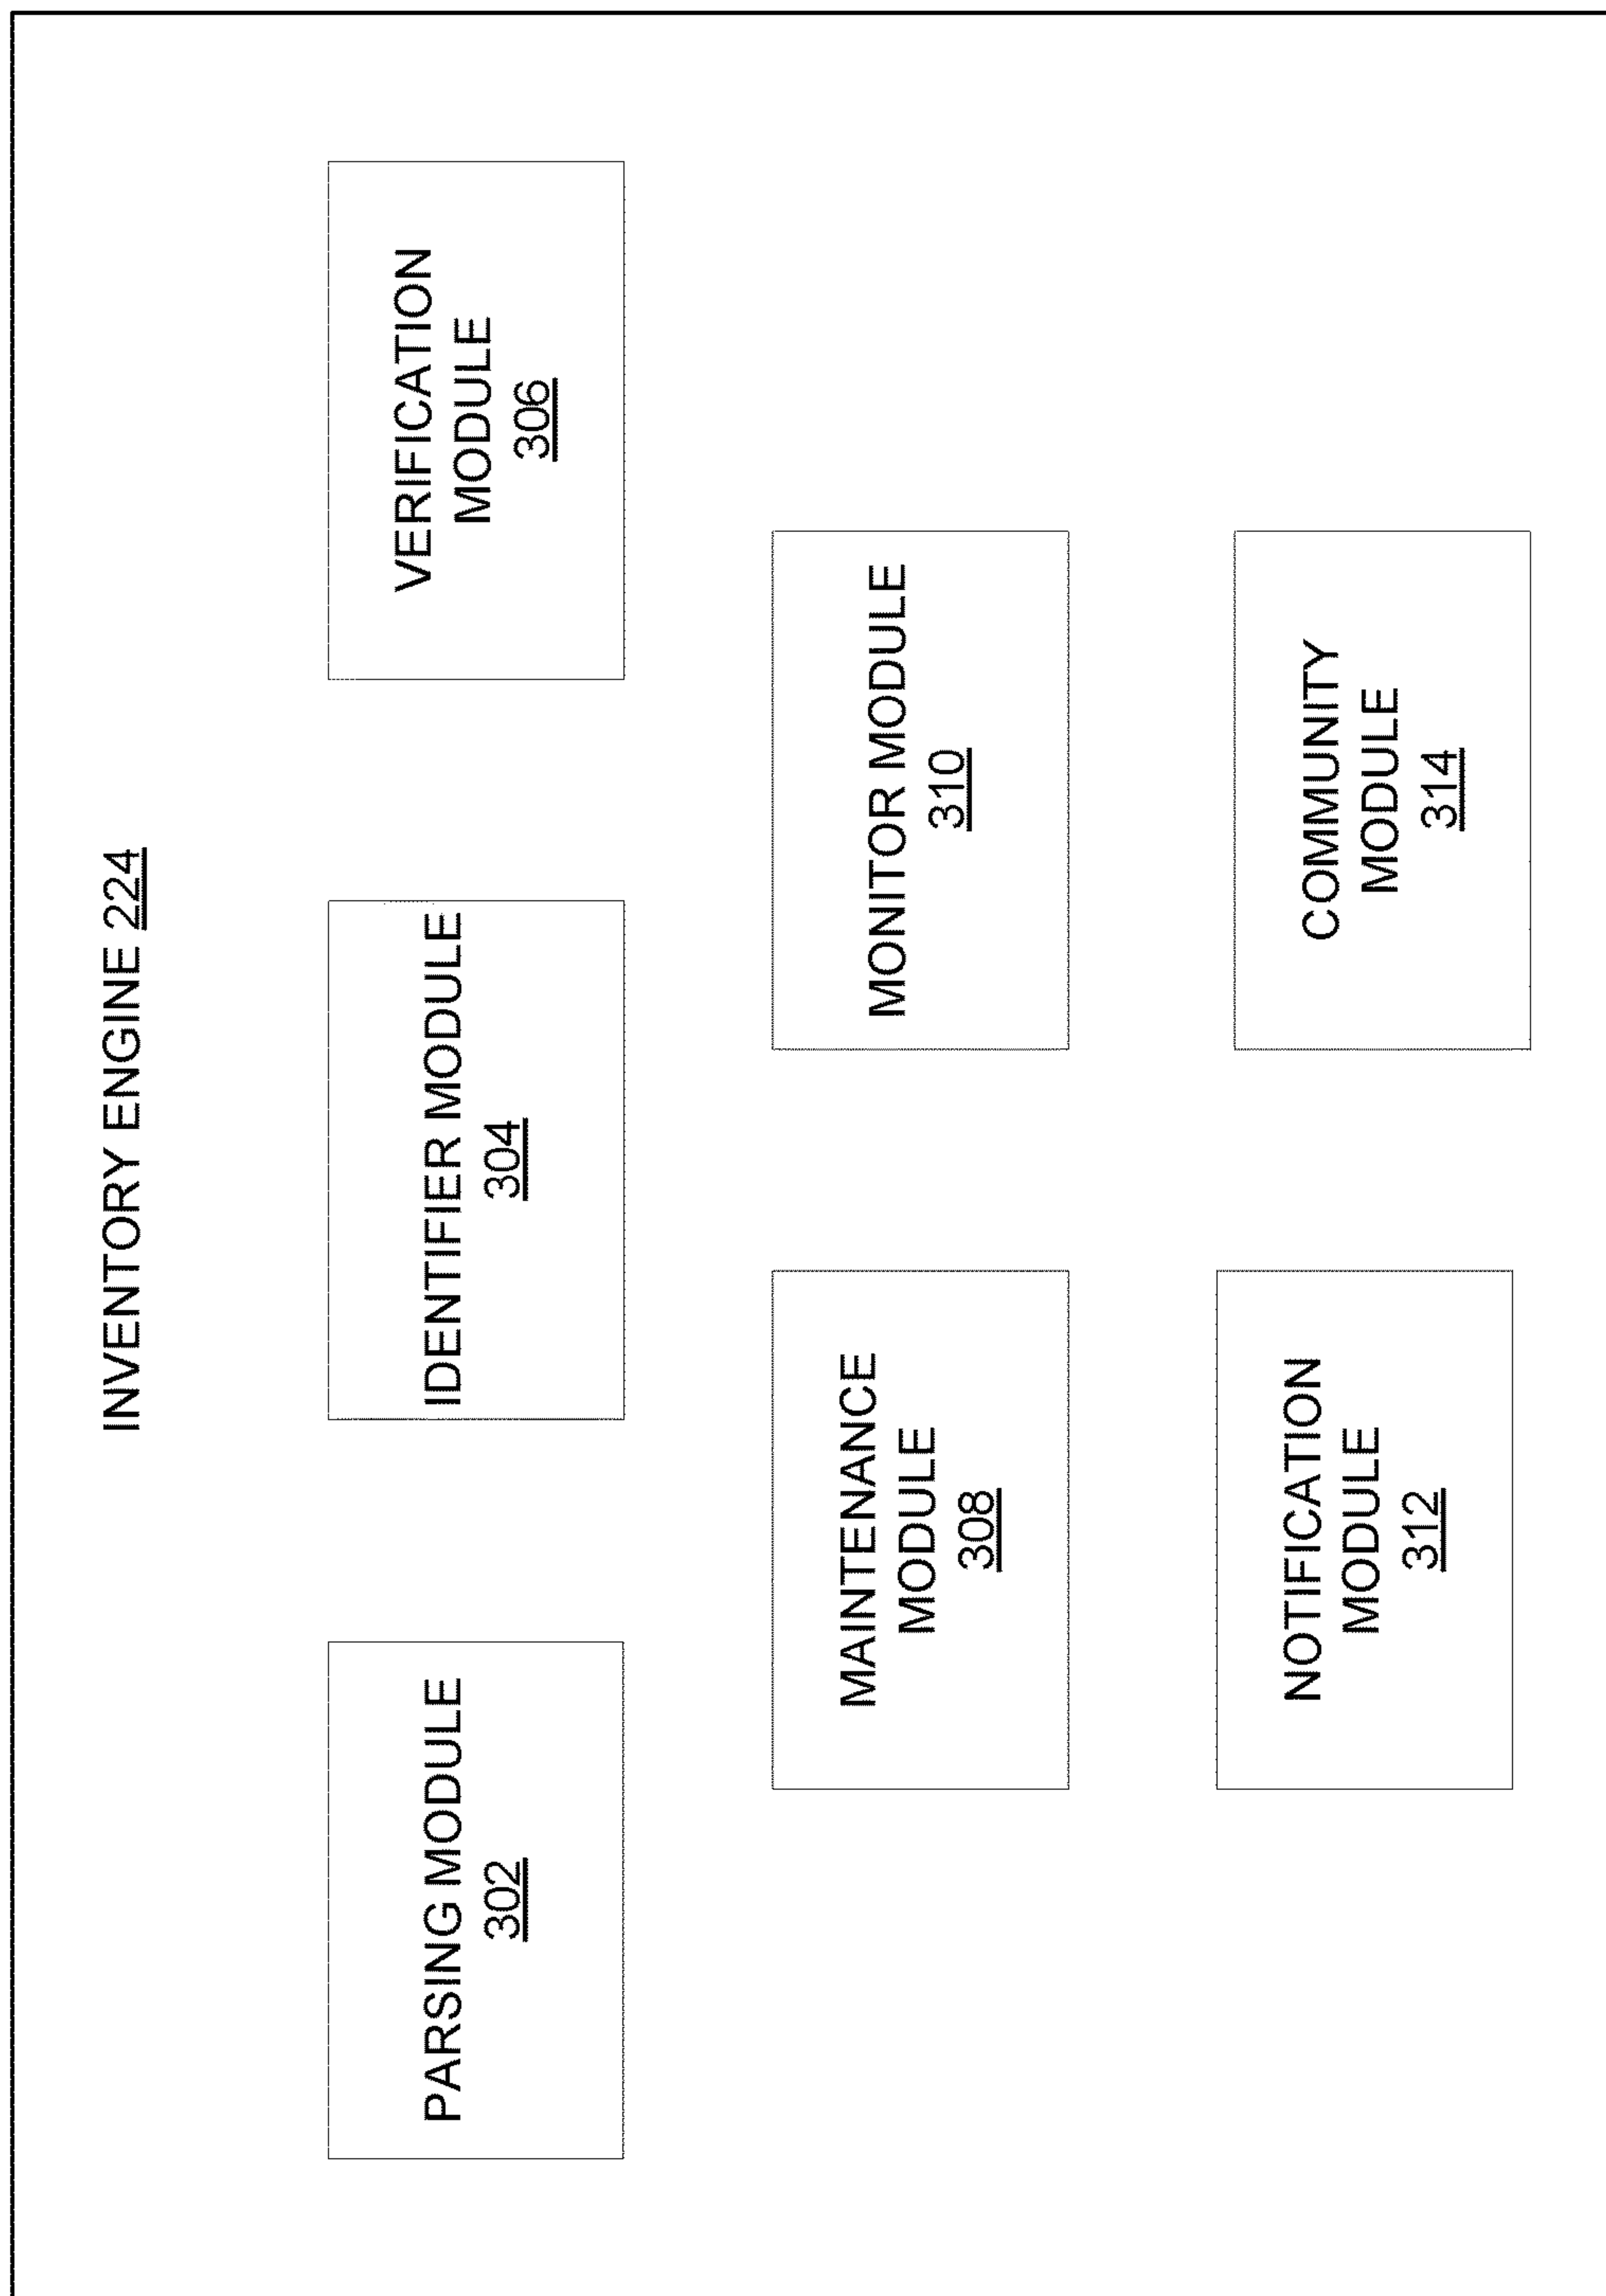 INVENTORY ENGINE 224
PARSING MODULE
302
IDENTIFIER MODULE
304
VERIFICATION
MODULE
306
MAINTENANCE
MODULE
308
MONITOR MODULE
310
NOTIFICATION
MODULE
312
COMMUNITY
MODULE
314